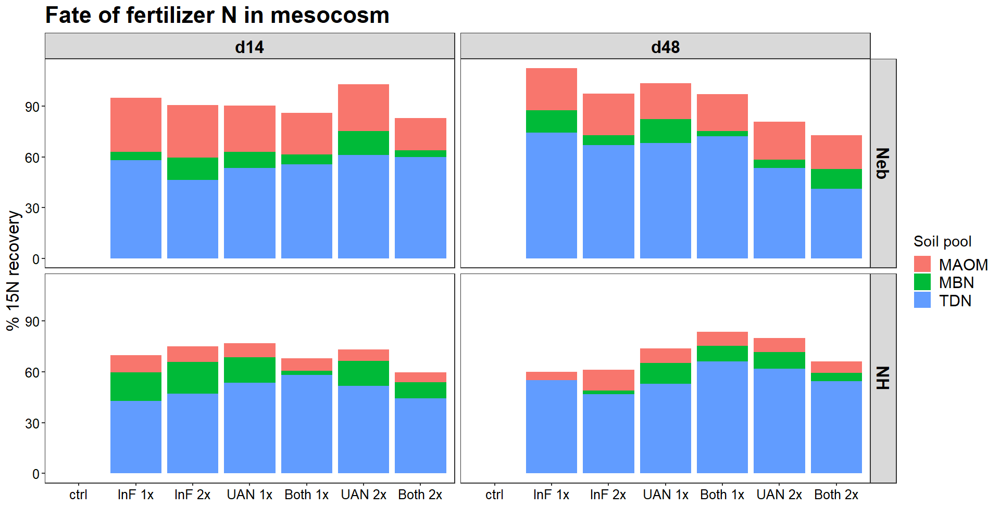 Fate of fertilizer N in mesocosm
d14
d48
90
60
30
0
Neb
% 15N recovery
90
60
30
0
NH
ctrl
InF 1x
InF 2x
UAN 1x
Both 1x
UAN 2x
Both 2x
ctrl
InF 1x
InF 2x
UAN 1x
Both 1x
UAN 2x
Both 2x
Soil pool
MAOM
MBN
TDN